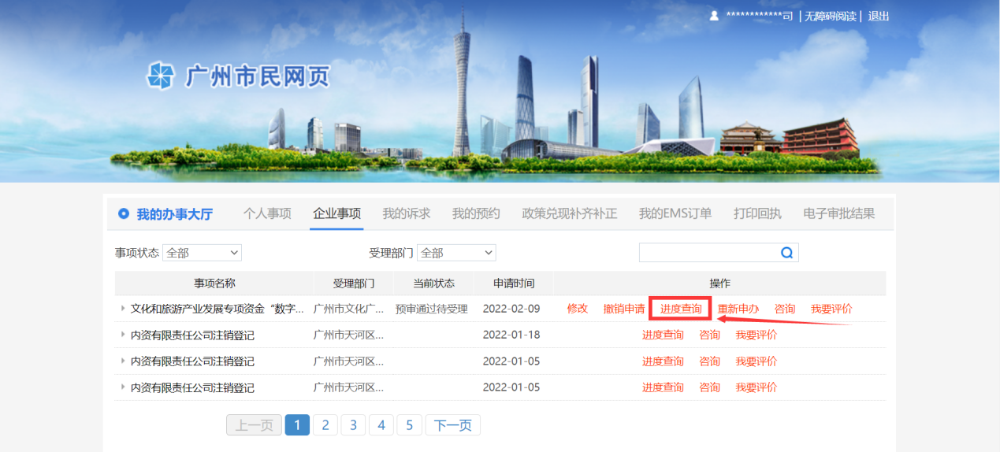 ************司 | 无障碍阅读 | 退出
广州市民网页
我的办事大厅 个人事项 企业事项 我的诉求 我的预约 政策兑现补齐补正 我的EMS订单 打印回执 电子审批结果
事项状态 全部 受理部门 全部
事项名称 受理部门 当前状态 申请时间 操作
文化和旅游产业发展专项资金“数字... 广州市文化广... 预审通过待受理 2022-02-09 修改 撤销申请 进度查询 重新申办 咨询 我要评价
内资有限责任公司注销登记 广州市天河区... 2022-01-18 进度查询 咨询 我要评价
内资有限责任公司注销登记 广州市天河区... 2022-01-05 进度查询 咨询 我要评价
内资有限责任公司注销登记 广州市天河区... 2022-01-05 进度查询 咨询 我要评价
上一页 1 2 3 4 5 下一页